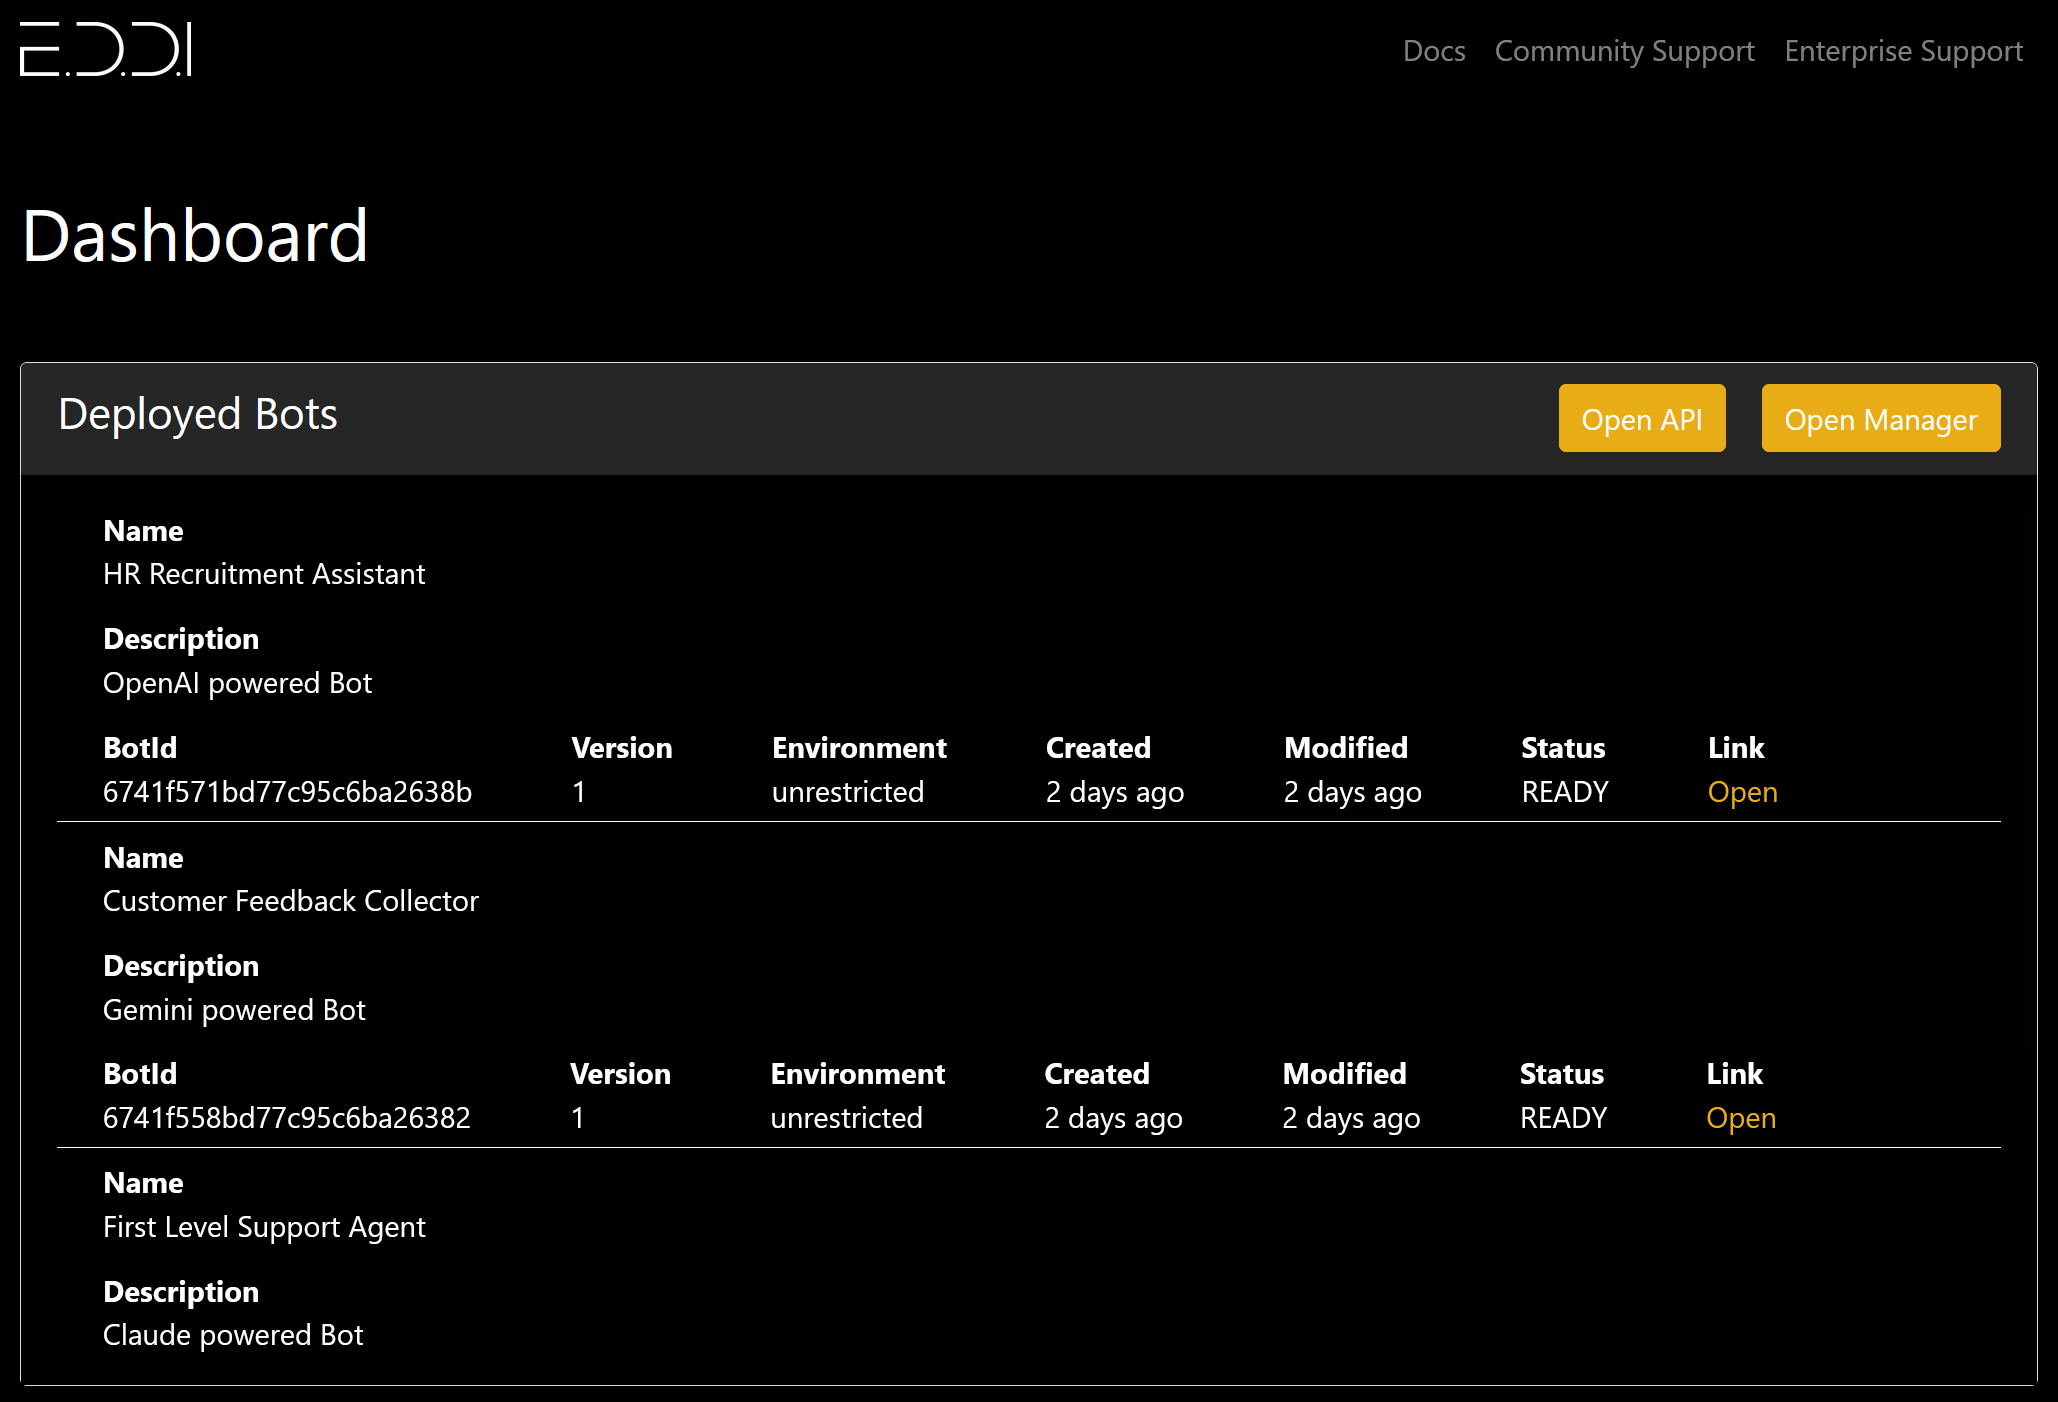 E.D.D.I
Docs Community Support Enterprise Support
Dashboard
Deployed Bots Open API Open Manager
Name
HR Recruitment Assistant
Description
OpenAI powered Bot
BotId Version Environment Created Modified Status Link
6741f571bd77c95c6ba2638b 1 unrestricted 2 days ago 2 days ago READY Open
Name
Customer Feedback Collector
Description
Gemini powered Bot
BotId Version Environment Created Modified Status Link
6741f558bd77c95c6ba26382 1 unrestricted 2 days ago 2 days ago READY Open
Name
First Level Support Agent
Description
Claude powered Bot